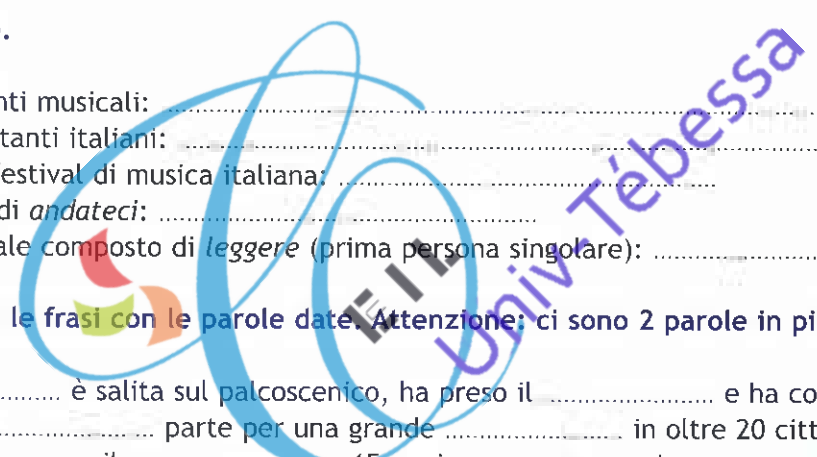 nti musicali: ........................
tanti italiani: ........................
estival di musica italiana: ........................
di andateci: ........................
ale composto di leggere (prima persona singolare): ................
le frasi con le parole date. Attenzione: ci sono 2 parole in pi
........ è salita sul palcoscenico, ha preso il ........................ e ha co
........................ parte per una grande ........................ in oltre 20 citt
EIL
Univ-Tébessa